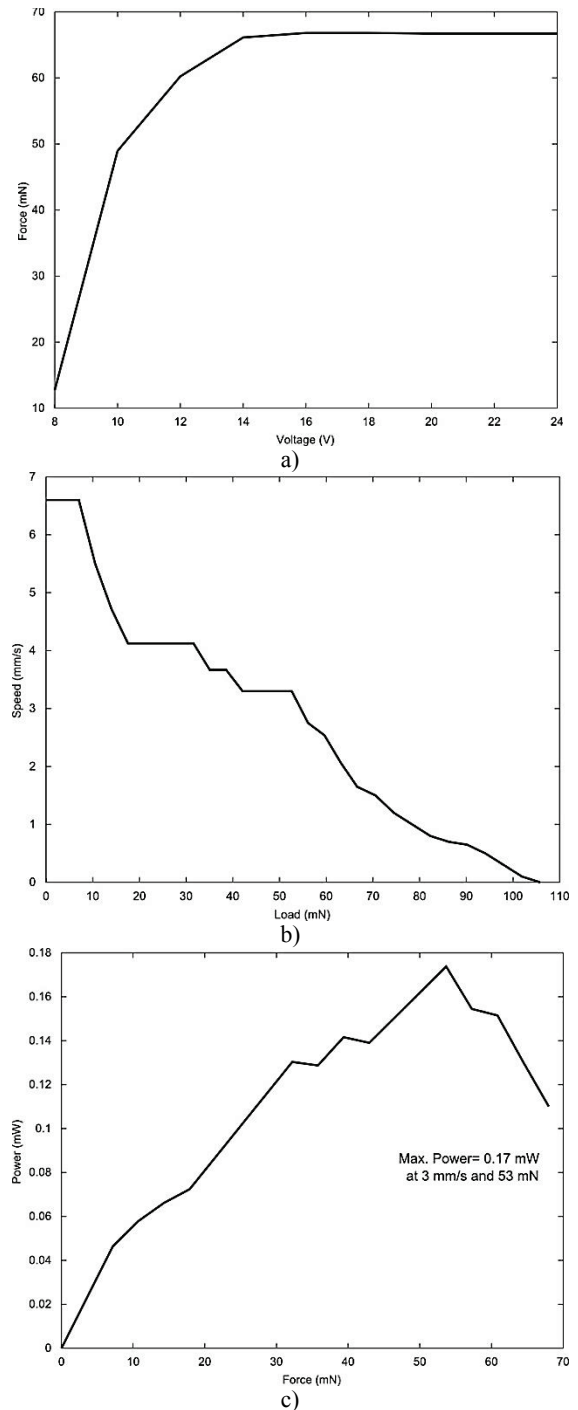 70
60
50
40
30
20
10
Force (mN)
8 10 12 14 16 18 20 22 24
Voltage (V)
a)
7
6
5
4
3
2
1
0
Speed (mm/s)
0 10 20 30 40 50 60 70 80 90 100 110
Load (mN)
b)
0.18
0.16
0.14
0.12
0.1
0.08
0.06
0.04
0.02
0
Power (mW)
Max. Power= 0.17 mW
at 3 mm/s and 53 mN
0 10 20 30 40 50 60 70
Force (mN)
c)